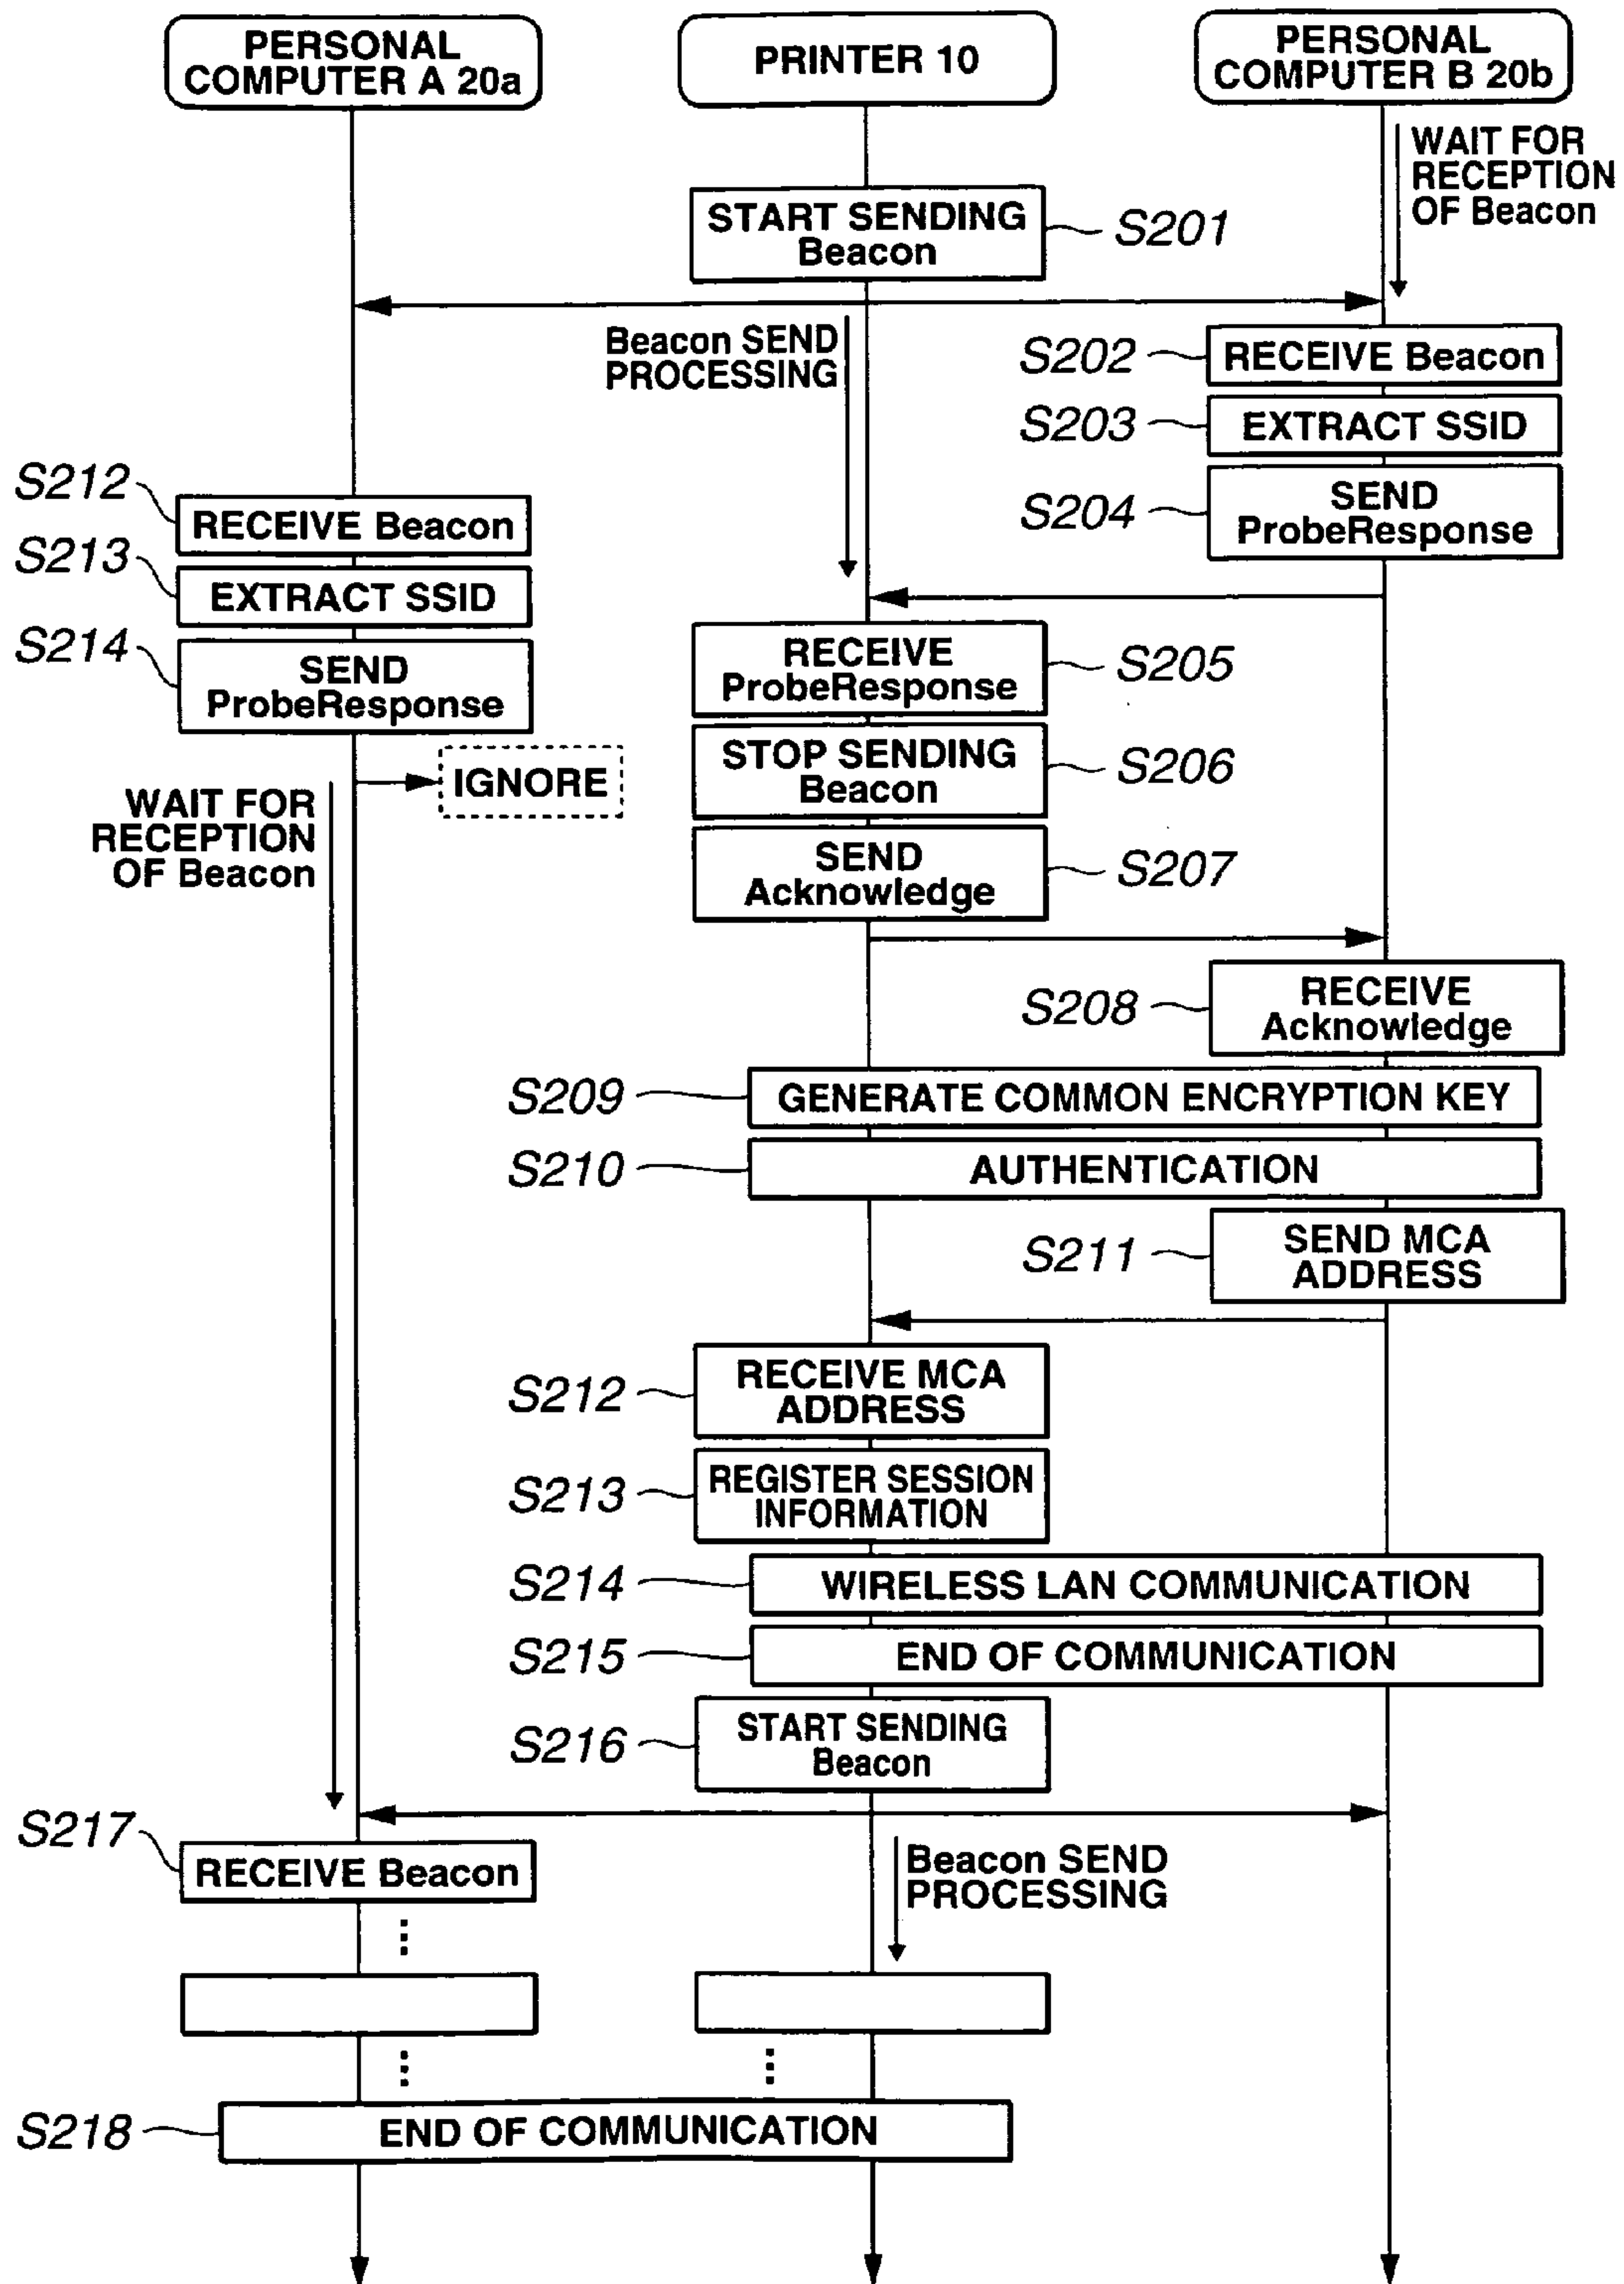 PERSONAL
COMPUTER A 20a
PRINTER 10
PERSONAL
COMPUTER B 20b
WAIT FOR
RECEPTION
OF Beacon
START SENDING
Beacon
S201
Beacon SEND
PROCESSING
S202
RECEIVE Beacon
S203
EXTRACT SSID
S204
SEND
ProbeResponse
S212
RECEIVE Beacon
S213
EXTRACT SSID
S214
SEND
ProbeResponse
RECEIVE
ProbeResponse
S205
IGNORE
STOP SENDING
Beacon
S206
WAIT FOR
RECEPTION
OF Beacon
SEND
Acknowledge
S207
S208
RECEIVE
Acknowledge
S209
GENERATE COMMON ENCRYPTION KEY
S210
AUTHENTICATION
S211
SEND MCA
ADDRESS
S212
RECEIVE MCA
ADDRESS
S213
REGISTER SESSION
INFORMATION
S214
WIRELESS LAN COMMUNICATION
S215
END OF COMMUNICATION
S216
START SENDING
Beacon
S217
RECEIVE Beacon
Beacon SEND
PROCESSING
S218
END OF COMMUNICATION